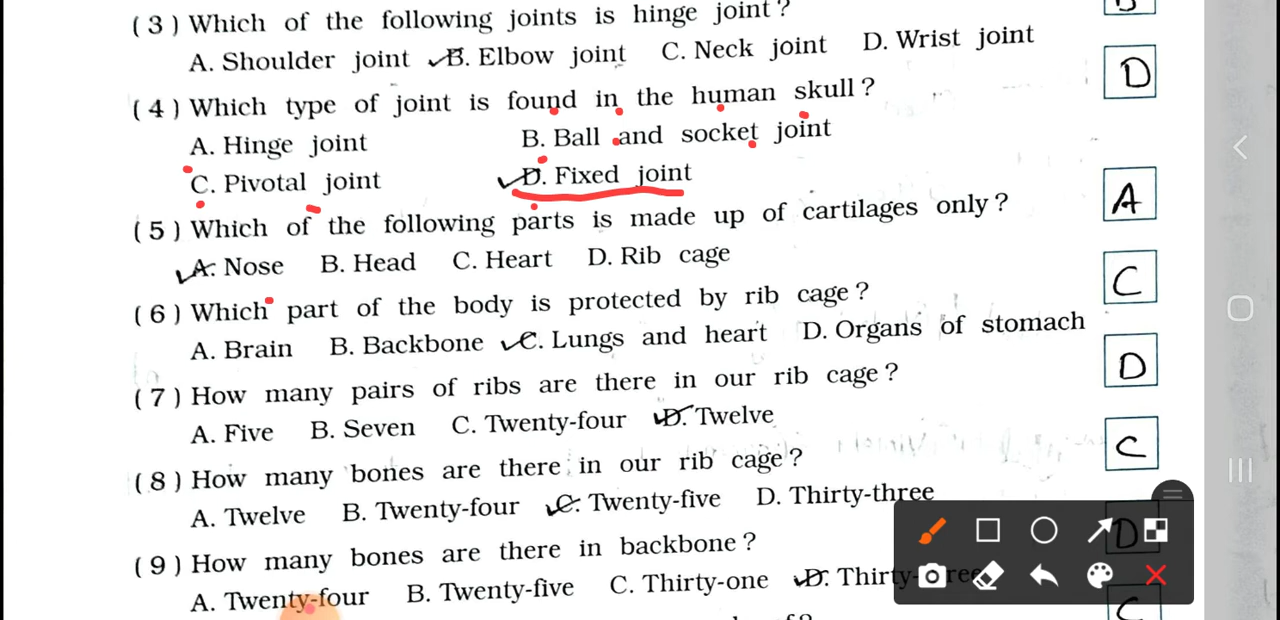 (3) Which of the following joints is hinge joint?
A. Shoulder joint ✓B. Elbow joint C. Neck joint D. Wrist joint
D
(4) Which type of joint is found in the human skull?
A. Hinge joint B. Ball and socket joint
C. Pivotal joint ✓D. Fixed joint
A
(5) Which of the following parts is made up of cartilages only?
✓A. Nose B. Head C. Heart D. Rib cage
C
(6) Which part of the body is protected by rib cage?
A. Brain B. Backbone ✓C. Lungs and heart D. Organs of stomach
D
(7) How many pairs of ribs are there in our rib cage?
A. Five B. Seven C. Twenty-four ✓D. Twelve
C
(8) How many bones are there in our rib cage?
A. Twelve B. Twenty-four ✓C. Twenty-five D. Thirty-three
D
(9) How many bones are there in backbone?
A. Twenty-four B. Twenty-five C. Thirty-one ✓D.